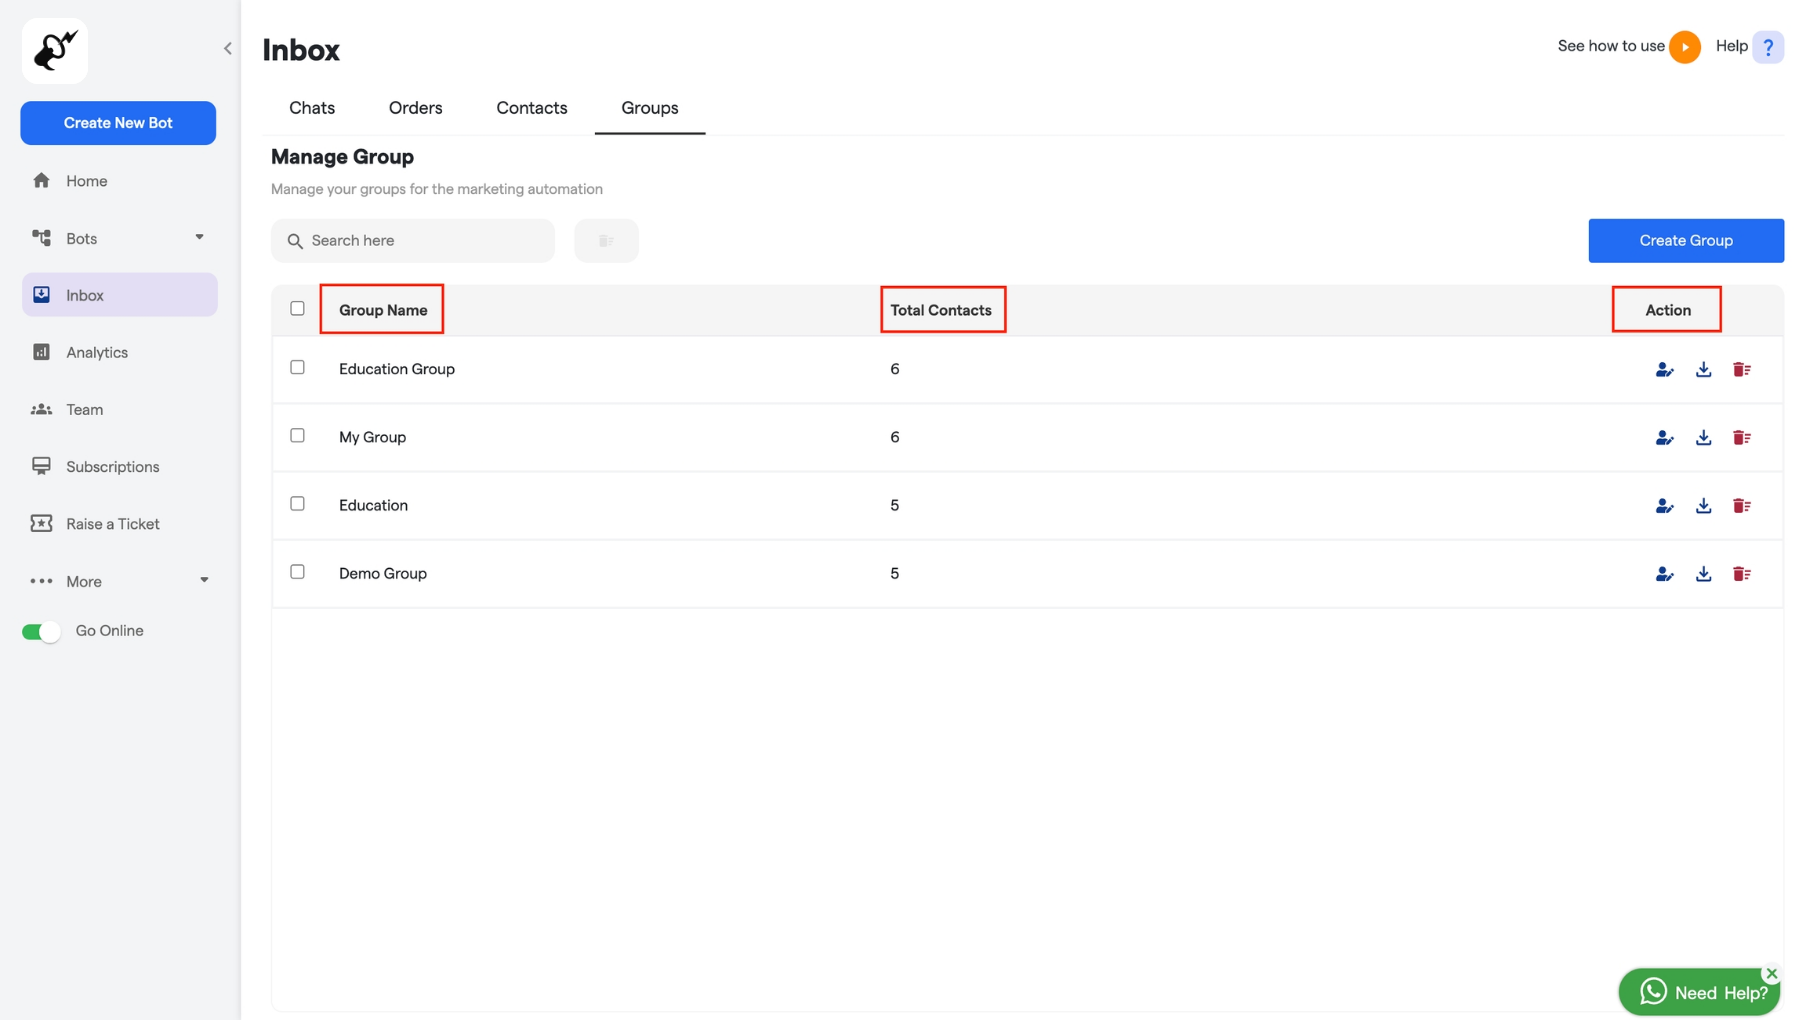 Inbox
See how to use
Help ?
Create New Bot
Chats Orders Contacts Groups
Manage Group
Manage your groups for the marketing automation
Search here
Create Group
Home
Bots
Inbox
Analytics
Team
Subscriptions
Raise a Ticket
More
Go Online
Group Name Total Contacts Action
Education Group 6
My Group 6
Education 5
Demo Group 5
Need Help?